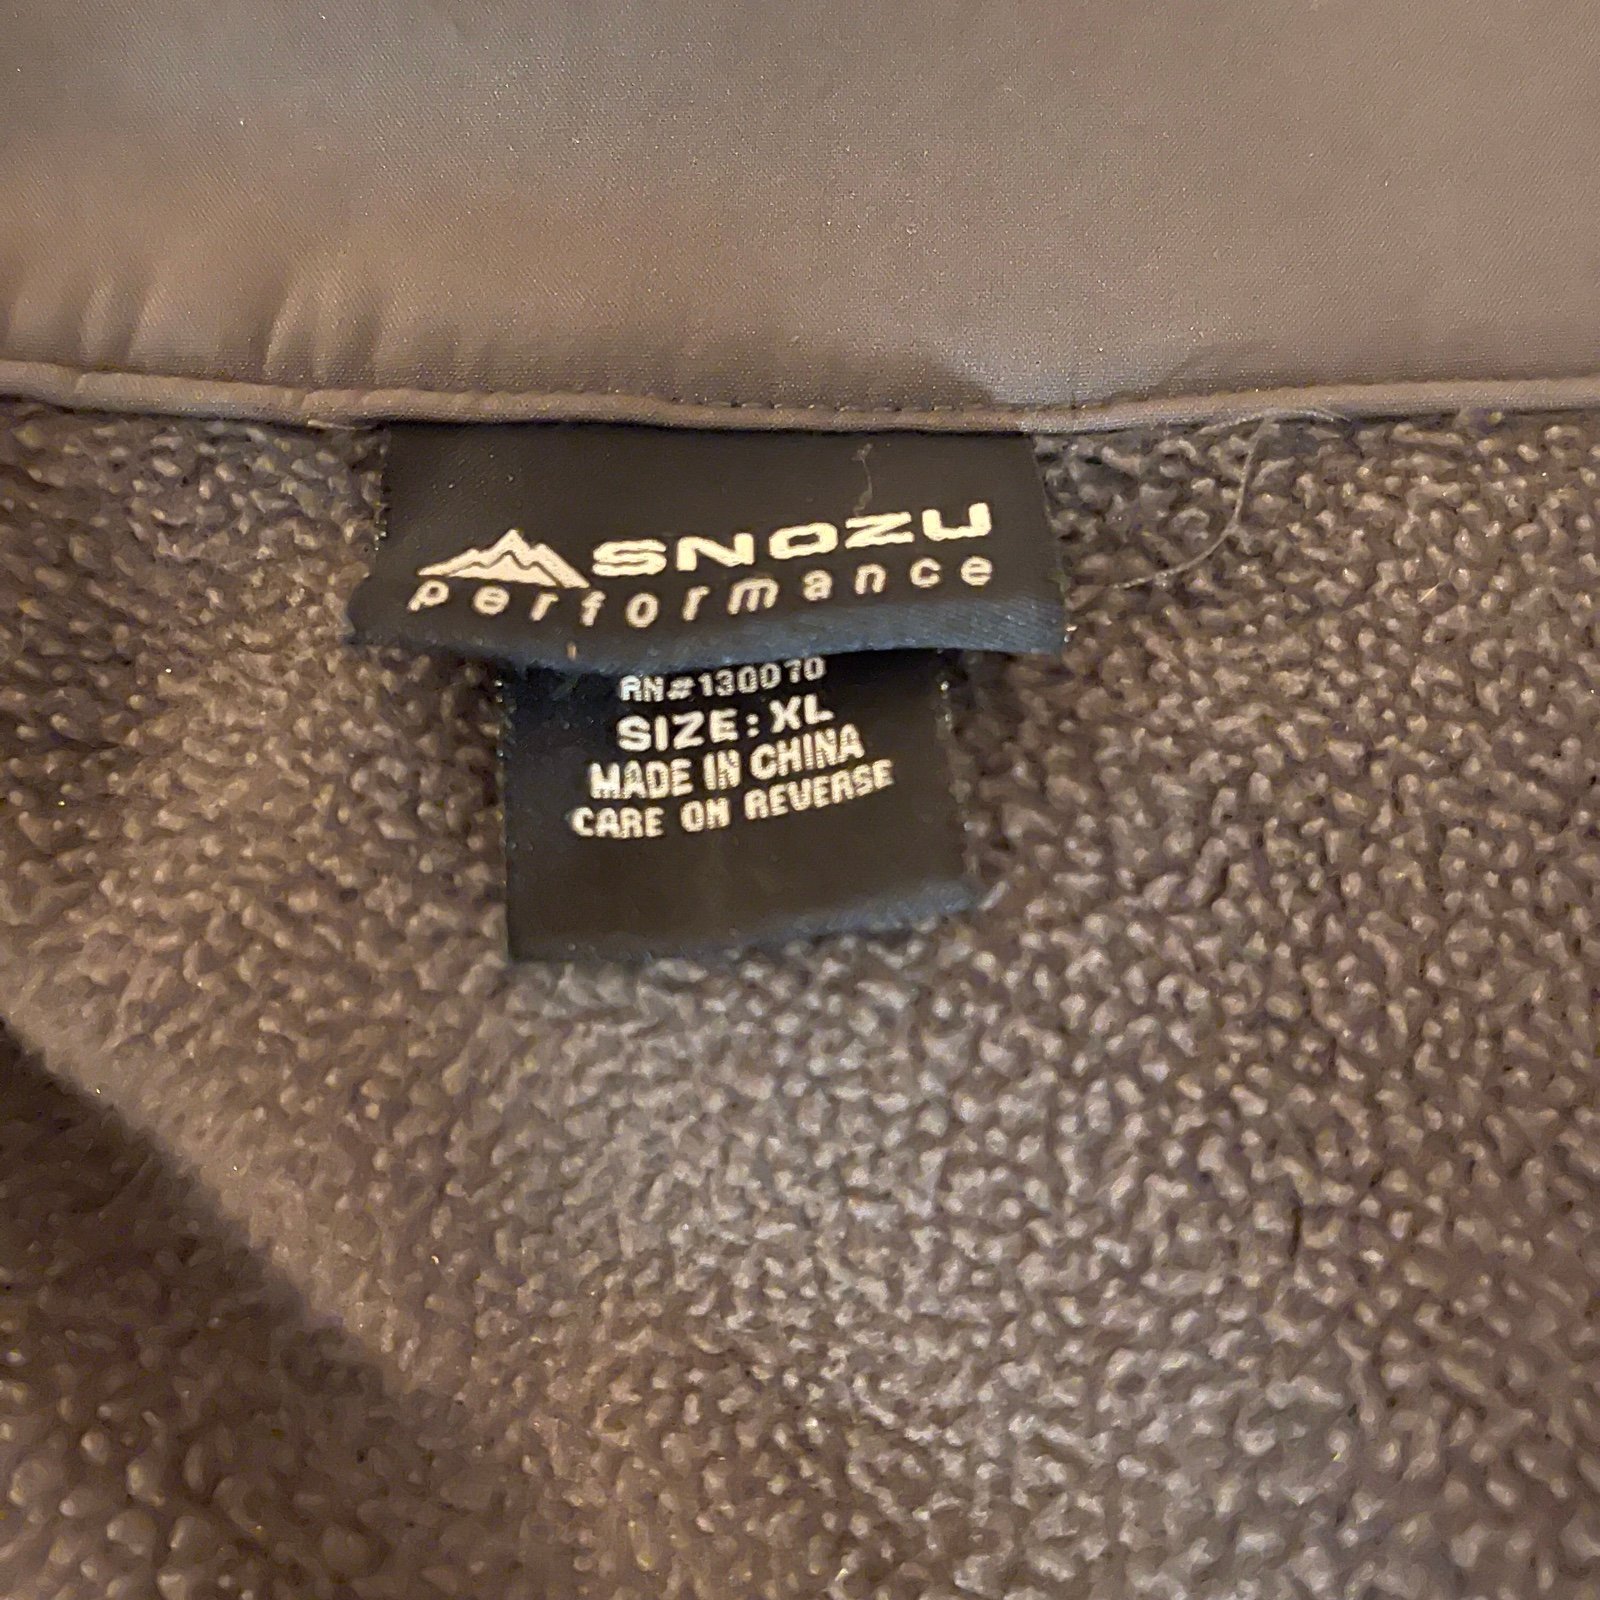 SNOZU
performance
RN#130070
SIZE: XL
MADE IN CHINA
CARE ON REVERSE